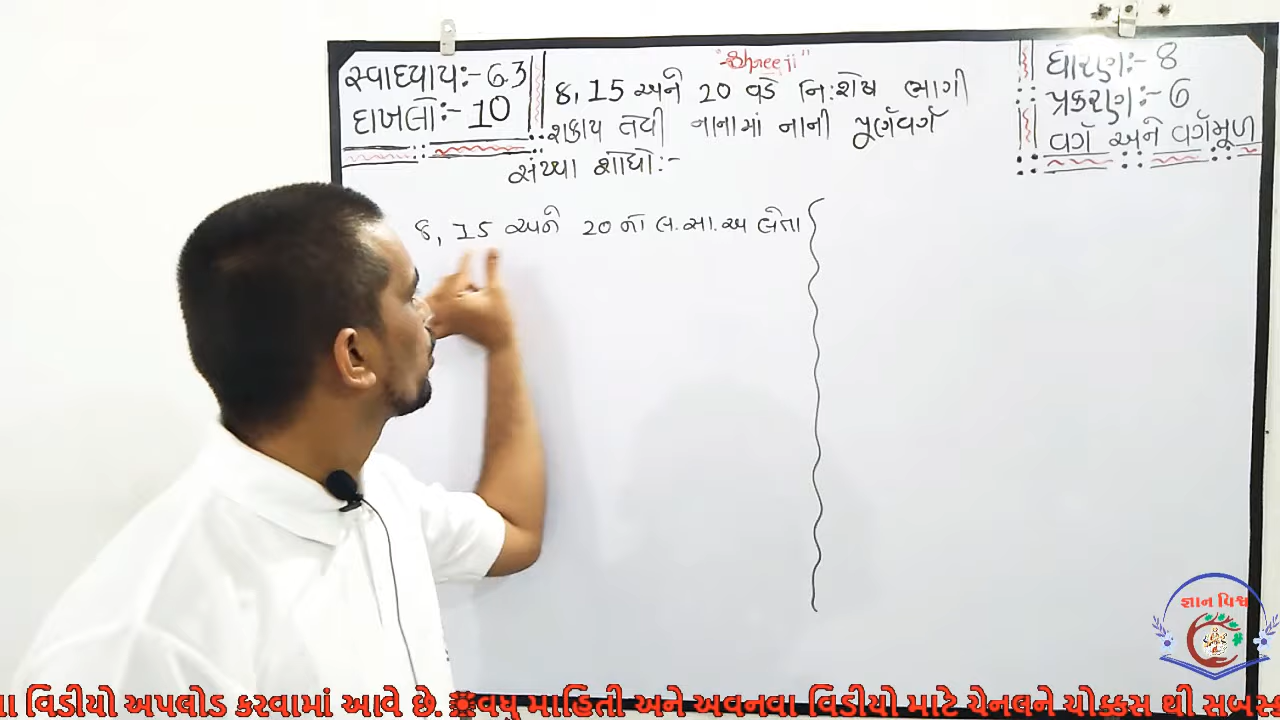 સ્વાધ્યાય:- 6.3
દાખલો:- 10
"Shreeji"
8, 15 અને 20 વડે નિ:શેષ ભાગી
શકાય તેવી નાનામાં નાની પૂર્ણવર્ગ
સંખ્યા શોધો:-
ધોરણ:- 8
પ્રકરણ:- 6
વર્ગ અને વર્ગમૂળ
8, 15 અને 20 નો લ.સા.અ લેતા
જ્ઞાન વિશ્વ
વિડીયો અપલોડ કરવામાં આવે છે. વધુ માહિતી અને અવનવા વિડીયો માટે ચેનલને ચોક્કસ થી